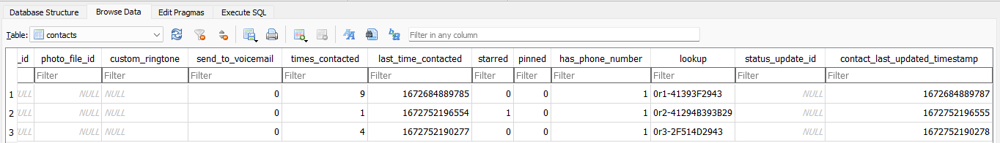 Database Structure Browse Data Edit Pragmas Execute SQL
Table: contacts Filter in any column
_id photo_file_id custom_ringtone send_to_voicemail times_contacted last_time_contacted starred pinned has_phone_number lookup status_update_id contact_last_updated_timestamp
Filter Filter Filter Filter Filter Filter Filter Filter Filter Filter Filter
1 NULL NULL 0 9 1672684889785 0 0 1 0r1-41393F2943 NULL 1672684889787
2 NULL NULL 0 1 1672752196554 1 0 1 0r2-41294B393B29 NULL 1672752196555
3 NULL NULL 0 4 1672752190277 0 0 1 0r3-2F514D2943 NULL 1672752190278